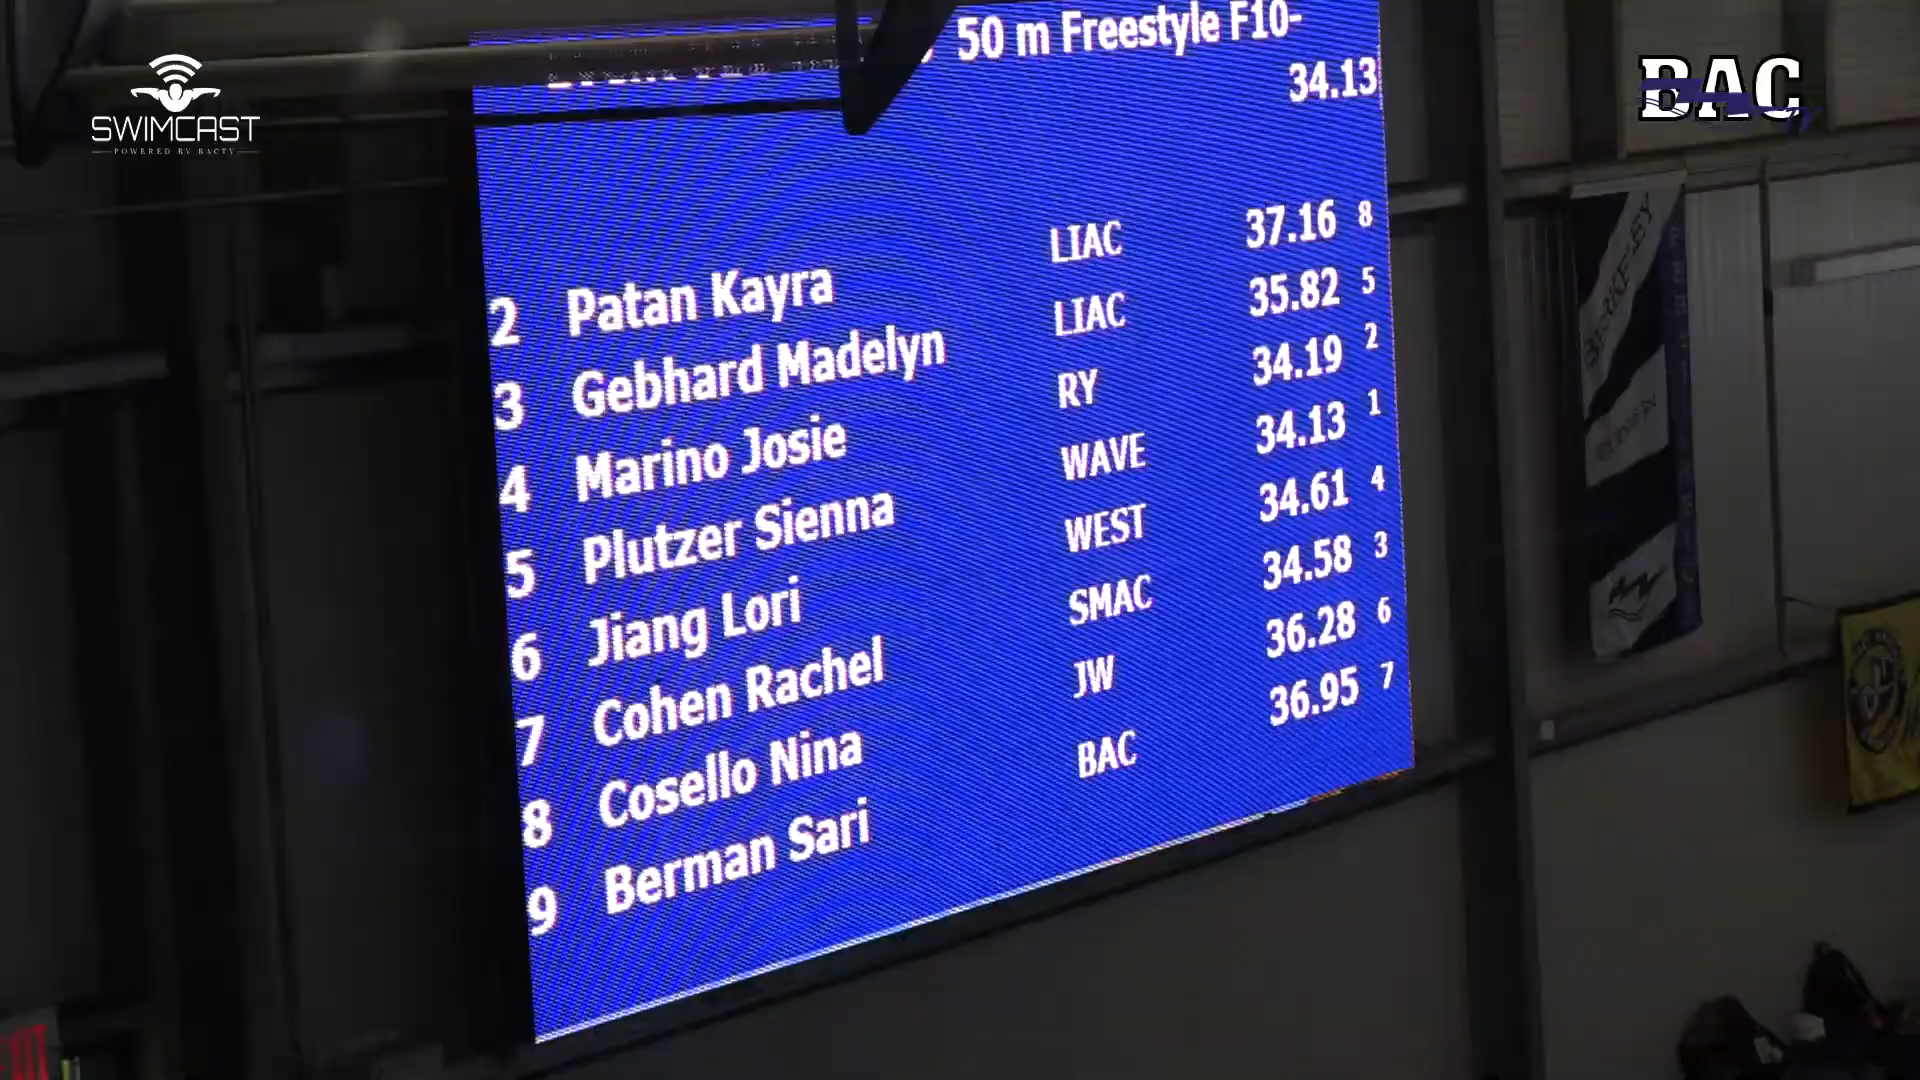 SWIMCAST
POWERED BY BACTV
BAC
50 m Freestyle F10-
34.13
2 Patan Kayra LIAC 37.16 8
3 Gebhard Madelyn LIAC 35.82 5
4 Marino Josie RY 34.19 2
5 Plutzer Sienna WAVE 34.13 1
6 Jiang Lori WEST 34.61 4
7 Cohen Rachel SMAC 34.58 3
8 Cosello Nina JW 36.28 6
9 Berman Sari BAC 36.95 7